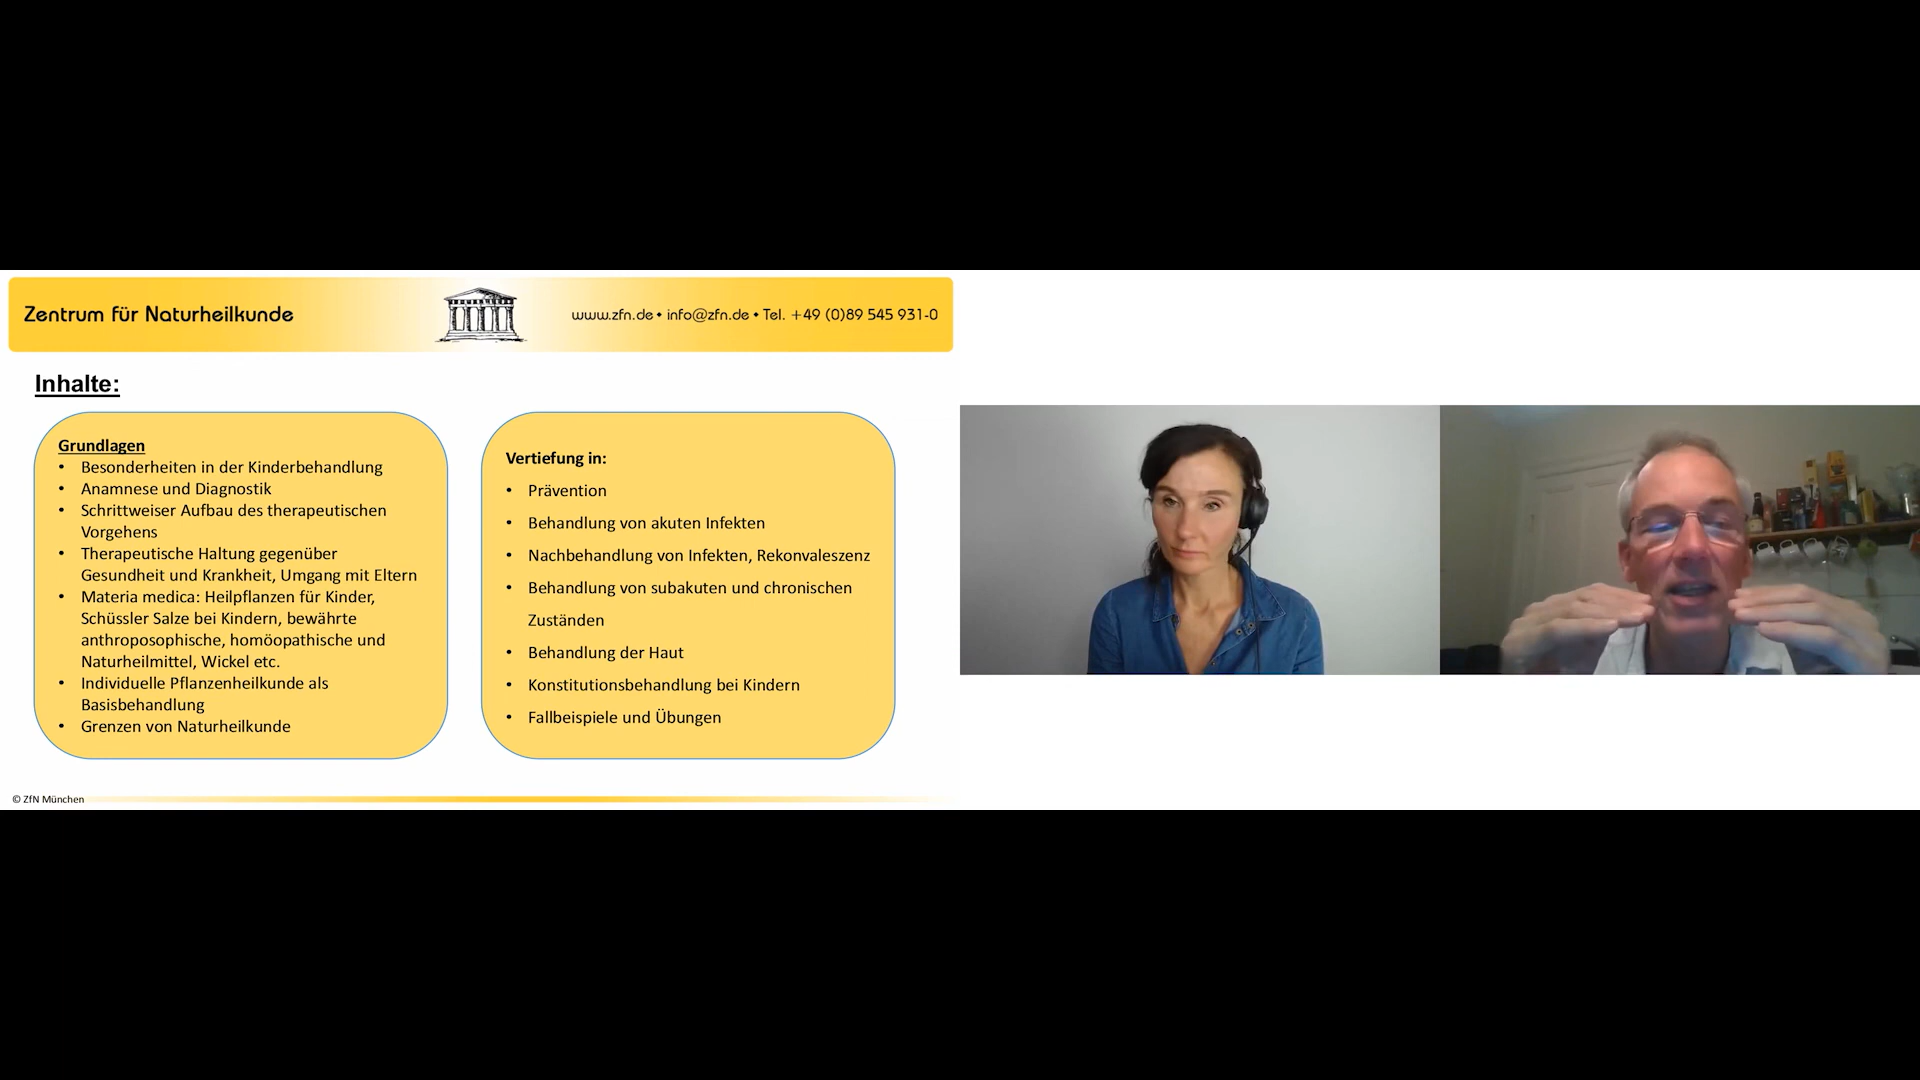 Zentrum für Naturheilkunde
www.zfn.de • info@zfn.de • Tel. +49 (0)89 545 931-0
Inhalte:
Grundlagen
• Besonderheiten in der Kinderbehandlung
• Anamnese und Diagnostik
• Schrittweiser Aufbau des therapeutischen
Vorgehens
• Therapeutische Haltung gegenüber
Gesundheit und Krankheit, Umgang mit Eltern
• Materia medica: Heilpflanzen für Kinder,
Schüssler Salze bei Kindern, bewährte
anthroposophische, homöopathische und
Naturheilmittel, Wickel etc.
• Individuelle Pflanzenheilkunde als
Basisbehandlung
• Grenzen von Naturheilkunde
Vertiefung in:
• Prävention
• Behandlung von akuten Infekten
• Nachbehandlung von Infekten, Rekonvaleszenz
• Behandlung von subakuten und chronischen
Zuständen
• Behandlung der Haut
• Konstitutionsbehandlung bei Kindern
• Fallbeispiele und Übungen
© ZfN München